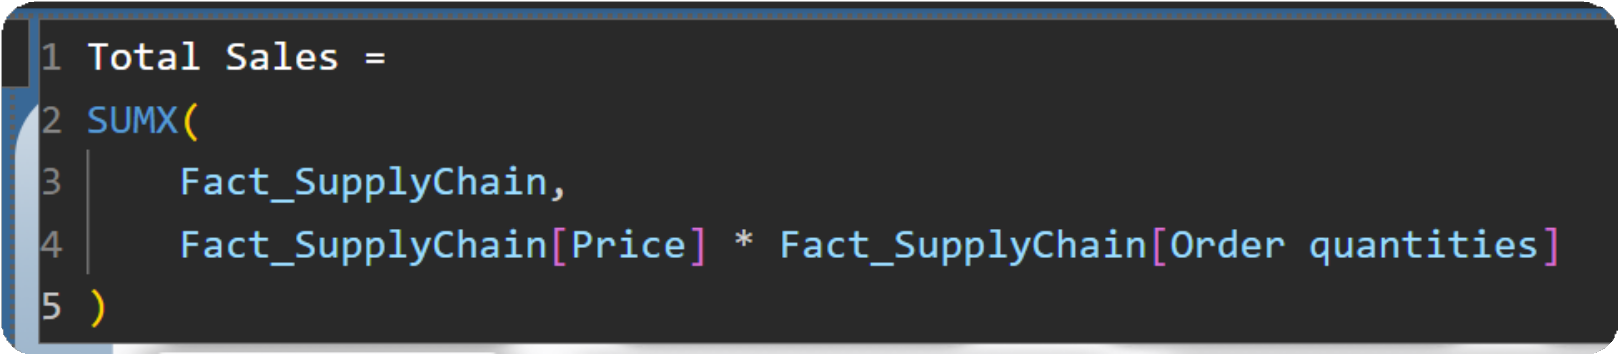 1 Total Sales =
2 SUMX(
3 Fact_SupplyChain,
4 Fact_SupplyChain[Price] * Fact_SupplyChain[Order quantities]
5 )